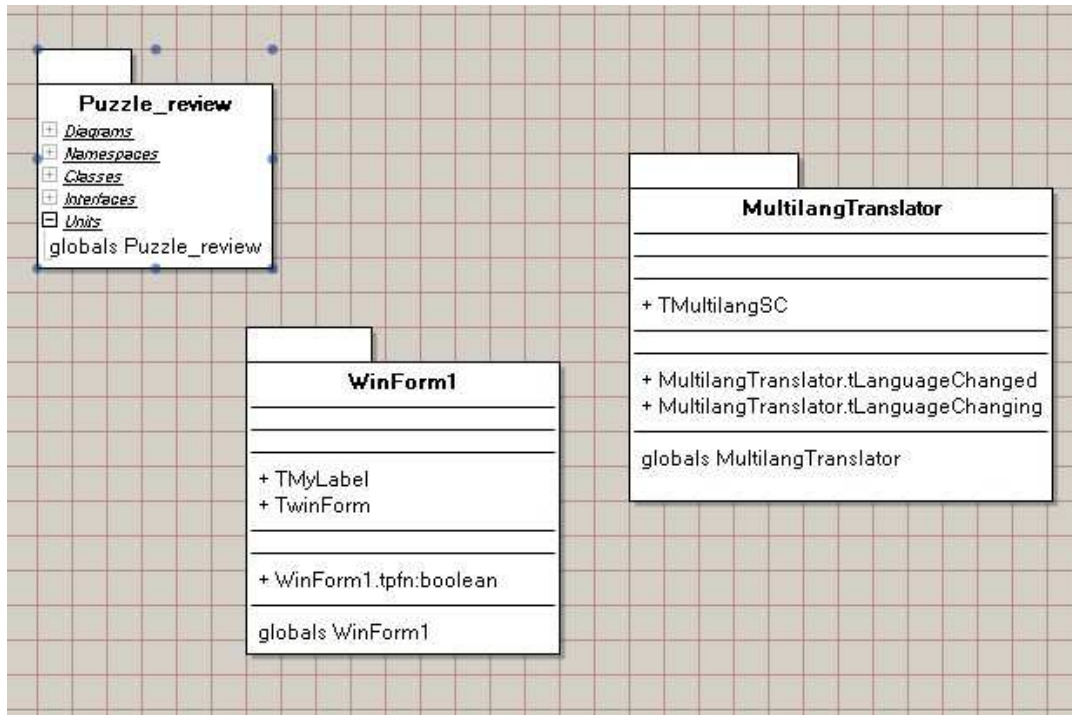 Puzzle_review
Diagrams
Namespaces
Classes
Interfaces
Units
globals Puzzle_review
WinForm1
+ TMyLabel
+ TwinForm
+ WinForm1.tpfn:boolean
globals WinForm1
MultilangTranslator
+ TMultilangSC
+ MultilangTranslator.tLanguageChanged
+ MultilangTranslator.tLanguageChanging
globals MultilangTranslator